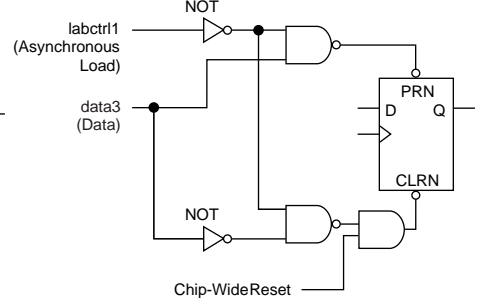 NOT
labctrl1
(Asynchronous
Load)
PRN
data3
(Data)
D Q
CLRN
NOT
Chip-WideReset